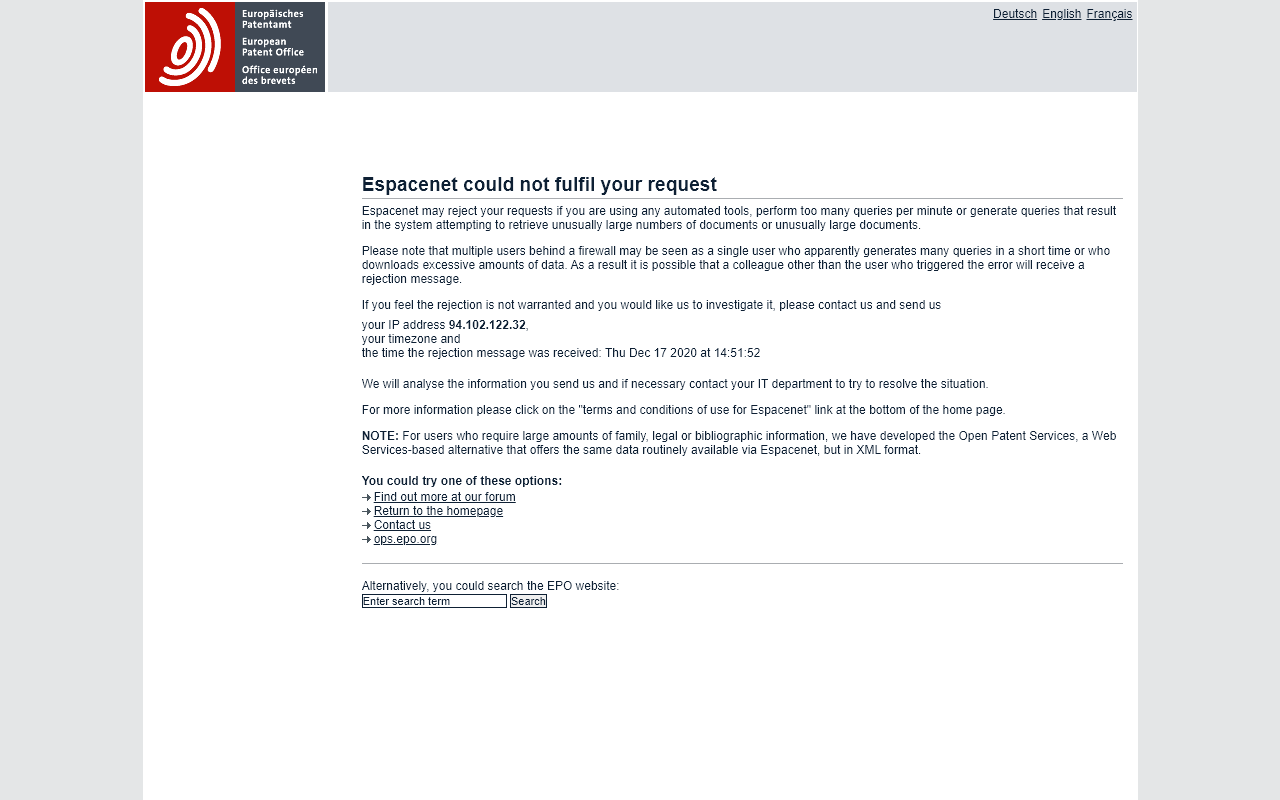 Europäisches
Patentamt
European
Patent Office
Office européen
des brevets
Deutsch English Français
Espacenet could not fulfil your request
Espacenet may reject your requests if you are using any automated tools, perform too many queries per minute or generate queries that result
in the system attempting to retrieve unusually large numbers of documents or unusually large documents.
Please note that multiple users behind a firewall may be seen as a single user who apparently generates many queries in a short time or who
downloads excessive amounts of data. As a result it is possible that a colleague other than the user who triggered the error will receive a
rejection message.
If you feel the rejection is not warranted and you would like us to investigate it, please contact us and send us
your IP address 94.102.122.32,
your timezone and
the time the rejection message was received: Thu Dec 17 2020 at 14:51:52
We will analyse the information you send us and if necessary contact your IT department to try to resolve the situation.
For more information please click on the "terms and conditions of use for Espacenet" link at the bottom of the home page.
NOTE: For users who require large amounts of family, legal or bibliographic information, we have developed the Open Patent Services, a Web
Services-based alternative that offers the same data routinely available via Espacenet, but in XML format.
You could try one of these options:
Find out more at our forum
Return to the homepage
Contact us
ops.epo.org
Alternatively, you could search the EPO website:
Enter search term Search